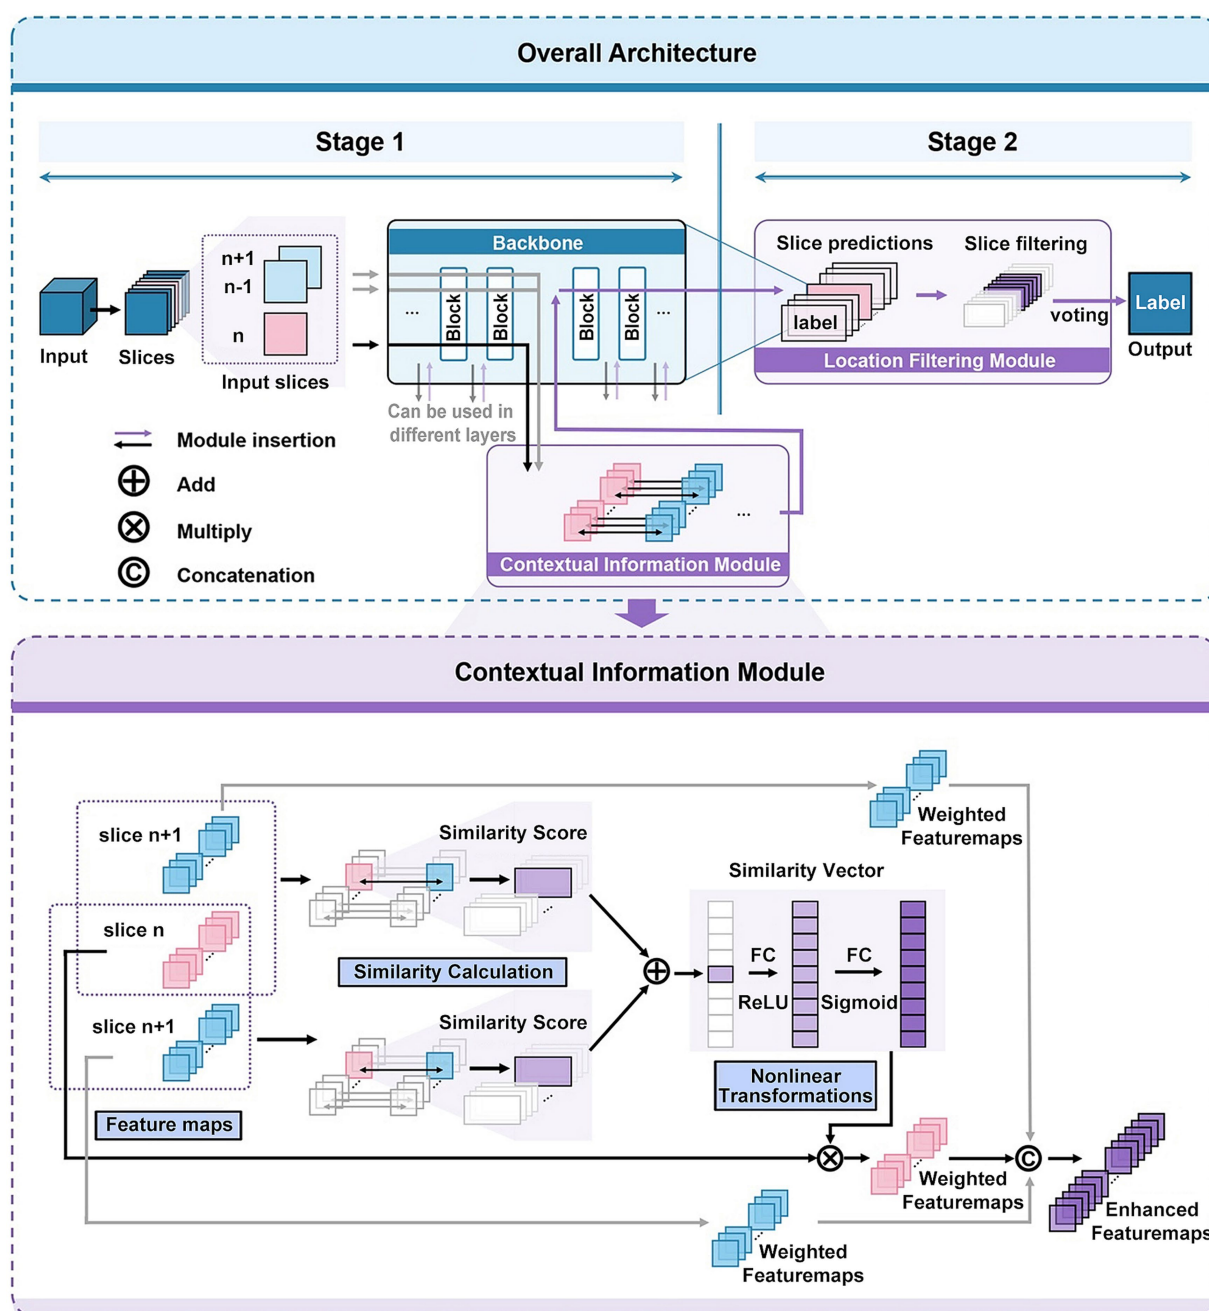 Overall Architecture
Stage 1
Stage 2
n+1
n-1
n
Input
Slices
Input slices
Backbone
...
Block
Block
Block
Block
...
Can be used in
different layers
Slice predictions
Slice filtering
label
voting
Label
Output
Location Filtering Module
Module insertion
Add
Multiply
C
Concatenation
...
Contextual Information Module
Contextual Information Module
slice n+1
slice n
slice n+1
Feature maps
Similarity Score
Similarity Calculation
Similarity Score
Similarity Vector
FC
ReLU
FC
Sigmoid
Nonlinear
Transformations
Weighted
Featuremaps
Weighted
Featuremaps
Weighted
Featuremaps
C
Enhanced
Featuremaps